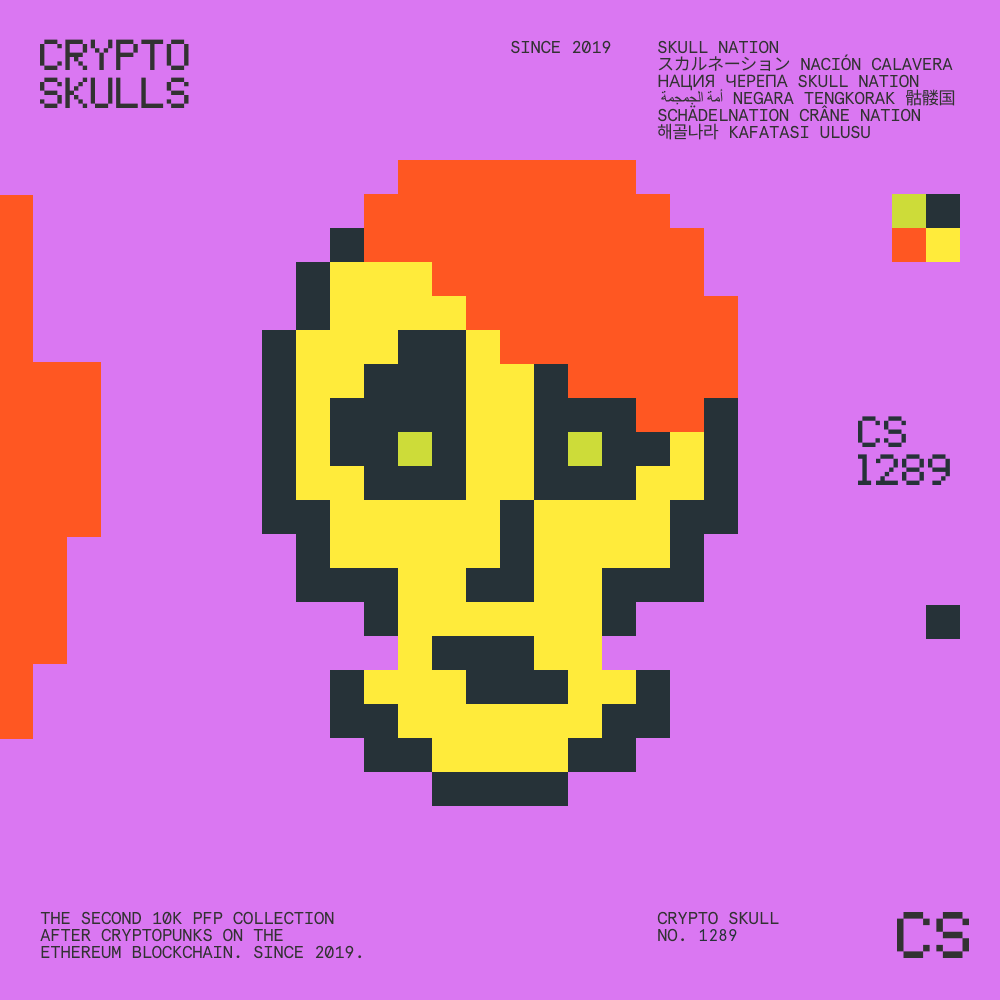 CRYPTO
SKULLS
SINCE 2019
SKULL NATION
スカルネーション NACIÓN CALAVERA
НАЦИЯ ЧЕРЕПА SKULL NATION
أمة الجمجمة NEGARA TENGKORAK 骷髅国
SCHÄDELNATION CRÂNE NATION
해골나라 KAFATASI ULUSU
CS
1289
THE SECOND 10K PFP COLLECTION
AFTER CRYPTOPUNKS ON THE
ETHEREUM BLOCKCHAIN. SINCE 2019.
CRYPTO SKULL
NO. 1289
CS